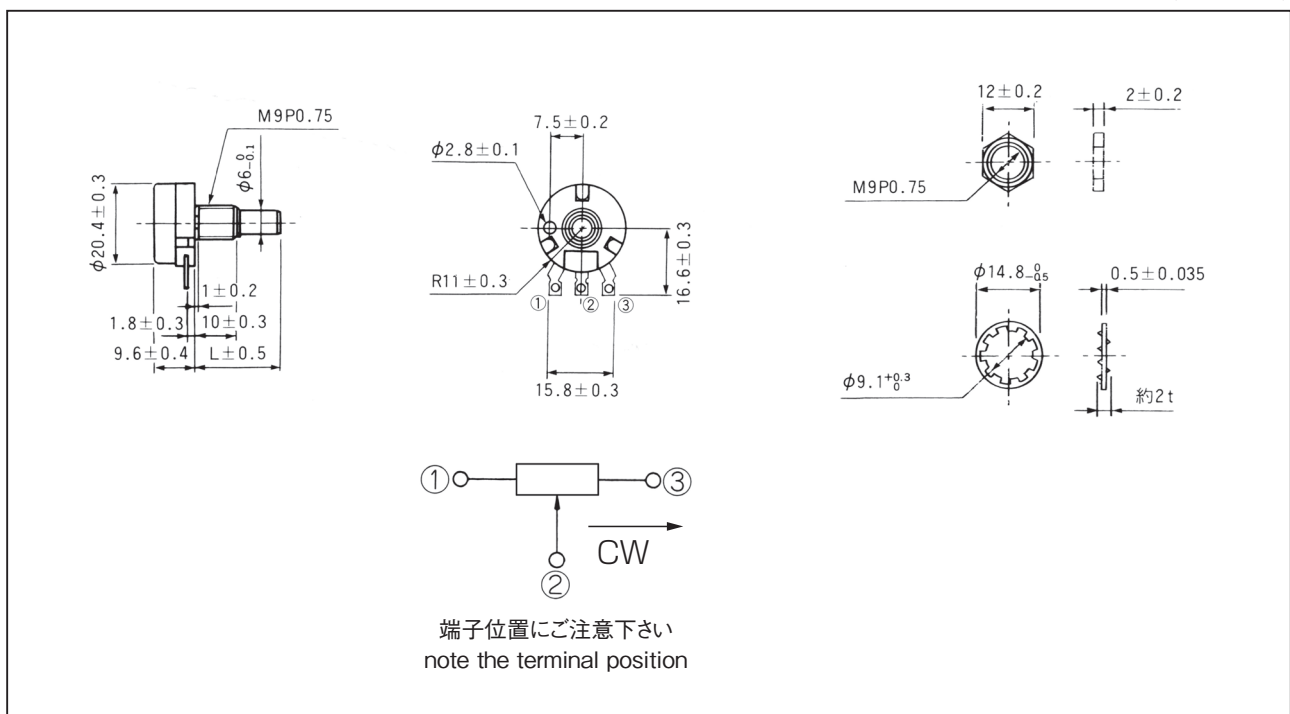 M9P0.75
φ6 0 -0.1
φ20.4±0.3
1±0.2
1.8±0.3
10±0.3
9.6±0.4
L±0.5
7.5±0.2
φ2.8±0.1
R11±0.3
16.6±0.3
① ② ③
15.8±0.3
12±0.2
2±0.2
M9P0.75
φ14.8 0 -0.5
0.5±0.035
φ9.1 +0.3 0
約2t
① ③
CW
②
端子位置にご注意下さい
note the terminal position